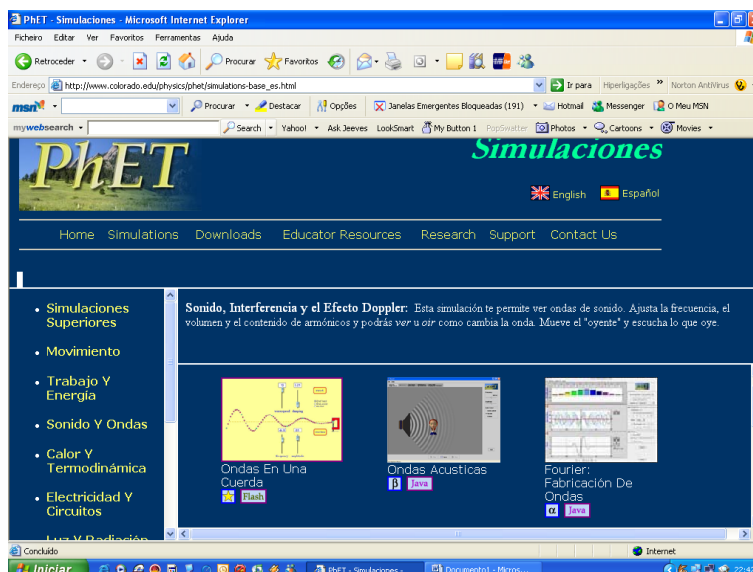 PhET - Simulaciones - Microsoft Internet Explorer
Ficheiro Editar Ver Favoritos Ferramentas Ajuda
Retroceder Procurar Favoritos
Endereço http://www.colorado.edu/physics/phet/simulations-base_es.html Ir para Hiperligações » Norton AntiVirus
msn Procurar Destacar Opções Janelas Emergentes Bloqueadas (191) Hotmail Messenger O Meu MSN
mywebsearch Search Yahoo! Ask Jeeves LookSmart My Button 1 PopSwatter Photos Cartoons Movies
PhET
Simulaciones
English Español
Home Simulations Downloads Educator Resources Research Support Contact Us
• Simulaciones
Superiores
• Movimiento
• Trabajo Y
Energía
• Sonido Y Ondas
• Calor Y
Termodinámica
• Electricidad Y
Circuitos
Luz Y Radiación
Sonido, Interferencia y el Efecto Doppler: Esta simulación te permite ver ondas de sonido. Ajusta la frecuencia, el
volumen y el contenido de armónicos y podrás ver u oir como cambia la onda. Mueve el "oyente" y escucha lo que oye.
Ondas En Una
Cuerda
Flash
Ondas Acusticas
β Java
Fourier:
Fabricación De
Ondas
α Java
Concluído Internet
Iniciar PhET - Simulaciones - Documento1 - Micros...